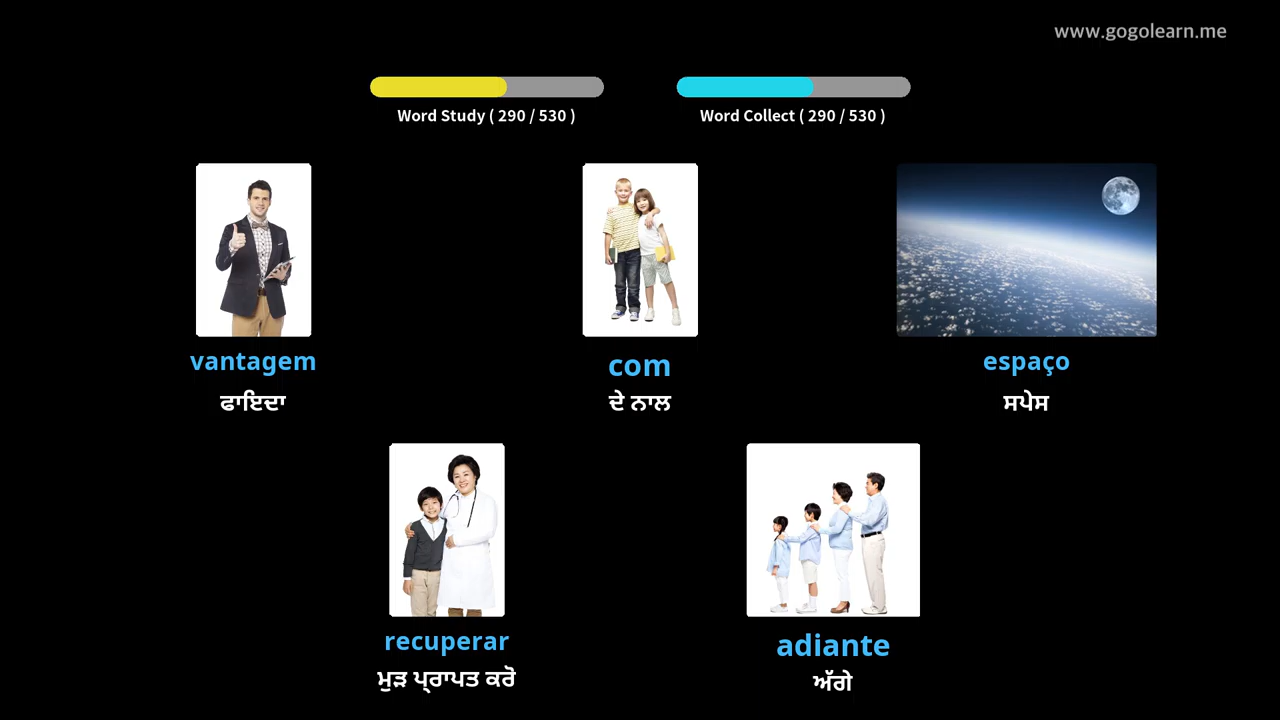 www.gogolearn.me
Word Study ( 290 / 530 )
Word Collect ( 290 / 530 )
vantagem
com
espaço
ਫਾਇਦਾ
ਦੇ ਨਾਲ
ਸਪੇਸ
recuperar
adiante
ਮੁੜ ਪ੍ਰਾਪਤ ਕਰੋ
ਅੱਗੇ